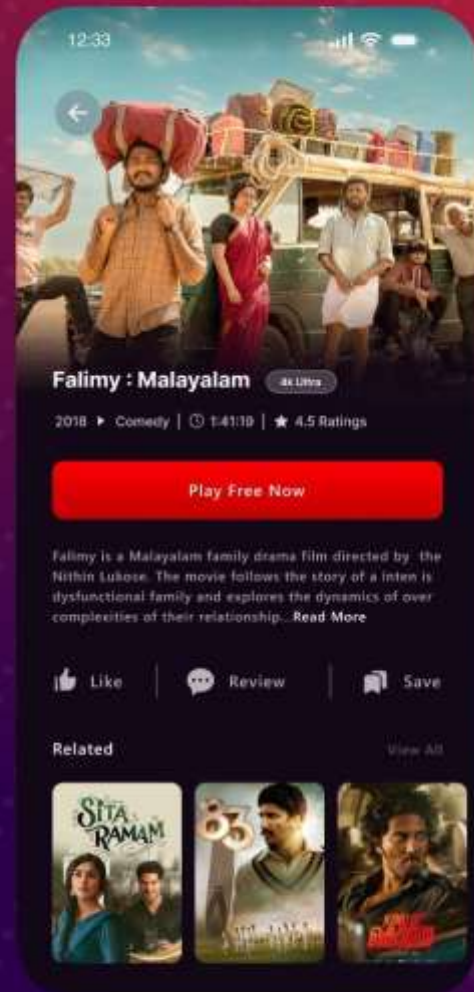 12:33
Falimy : Malayalam 4k Ultra
2018 Comedy | 1:41:19 | 4.5 Ratings
Play Free Now
Falimy is a Malayalam family drama film directed by the
Nithin Lukose. The movie follows the story of a inten is
dysfunctional family and explores the dynamics of over
complexities of their relationship...Read More
Like | Review | Save
Related View All
SITA RAMAM
83